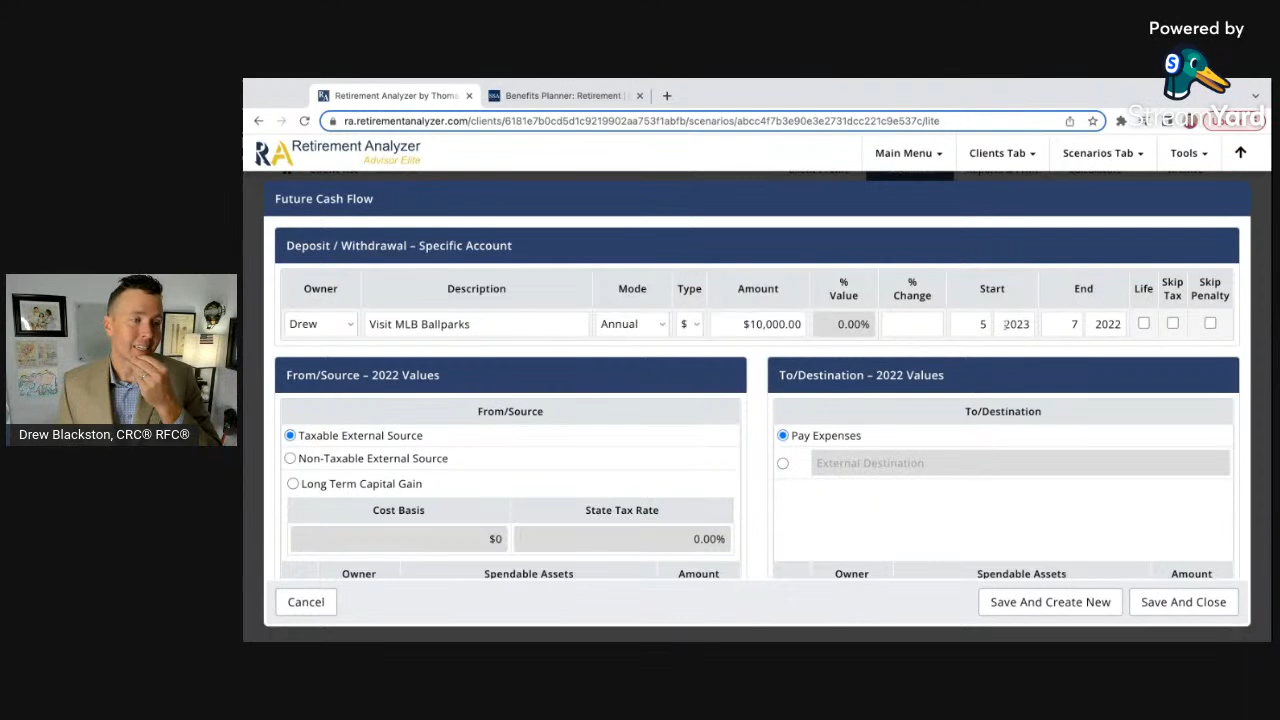 Powered by
S
StreamYard
RA Retirement Analyzer by Thoma
SSA Benefits Planner: Retirement |
ra.retirementanalyzer.com/clients/6181e7b0cd5d1c9219902aa753f1abfb/scenarios/abcc4f7b3e90e3e2731dcc221c9e537c/lite
RA Retirement Analyzer
Advisor Elite
Main Menu
Clients Tab
Scenarios Tab
Tools
Future Cash Flow
Deposit / Withdrawal – Specific Account
Owner Description Mode Type Amount % Value % Change Start End Life Skip Tax Skip Penalty
Drew Visit MLB Ballparks Annual $ $10,000.00 0.00% 5 2023 7 2022
From/Source – 2022 Values
From/Source
Taxable External Source
Non-Taxable External Source
Long Term Capital Gain
Cost Basis State Tax Rate
$0 0.00%
Owner Spendable Assets Amount
To/Destination – 2022 Values
To/Destination
Pay Expenses
External Destination
Owner Spendable Assets Amount
Cancel
Save And Create New
Save And Close
Drew Blackston, CRC® RFC®